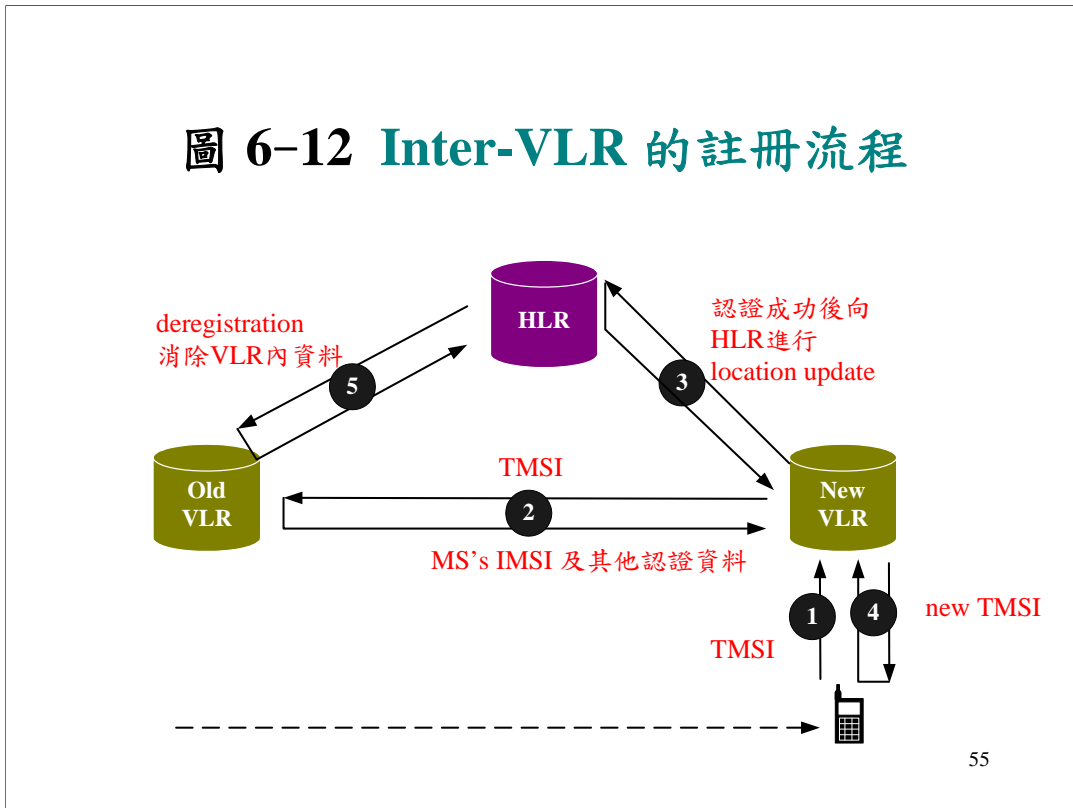 圖 6-12 Inter-VLR 的註冊流程
HLR
deregistration
消除VLR內資料
5
認證成功後向
HLR進行
location update
3
Old
VLR
TMSI
2
MS's IMSI 及其他認證資料
New
VLR
1
TMSI
4
new TMSI
55